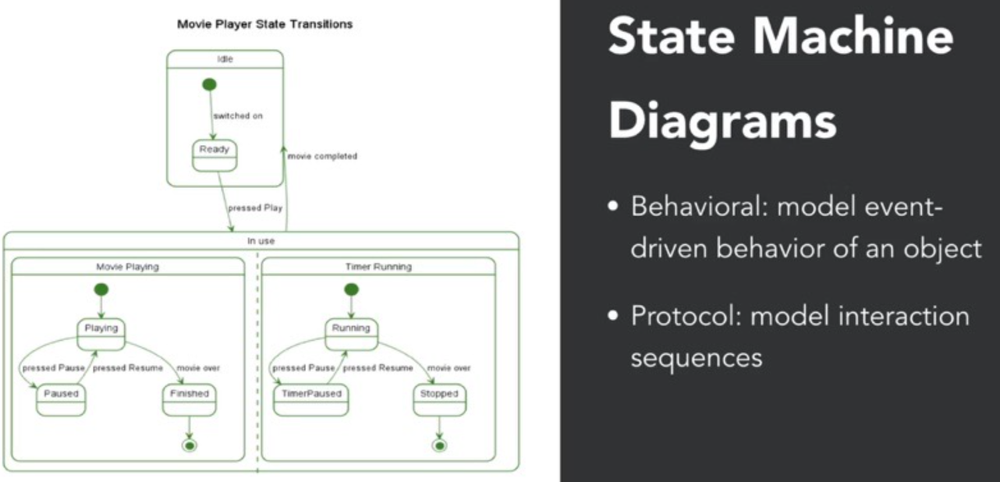 Movie Player State Transitions
Idle
switched on
Ready
movie completed
pressed Play
In use
Movie Playing
Playing
pressed Pause
pressed Resume
movie over
Paused
Finished
Timer Running
Running
pressed Pause
pressed Resume
movie over
TimerPaused
Stopped
State Machine
Diagrams
• Behavioral: model event-
driven behavior of an object
• Protocol: model interaction
sequences